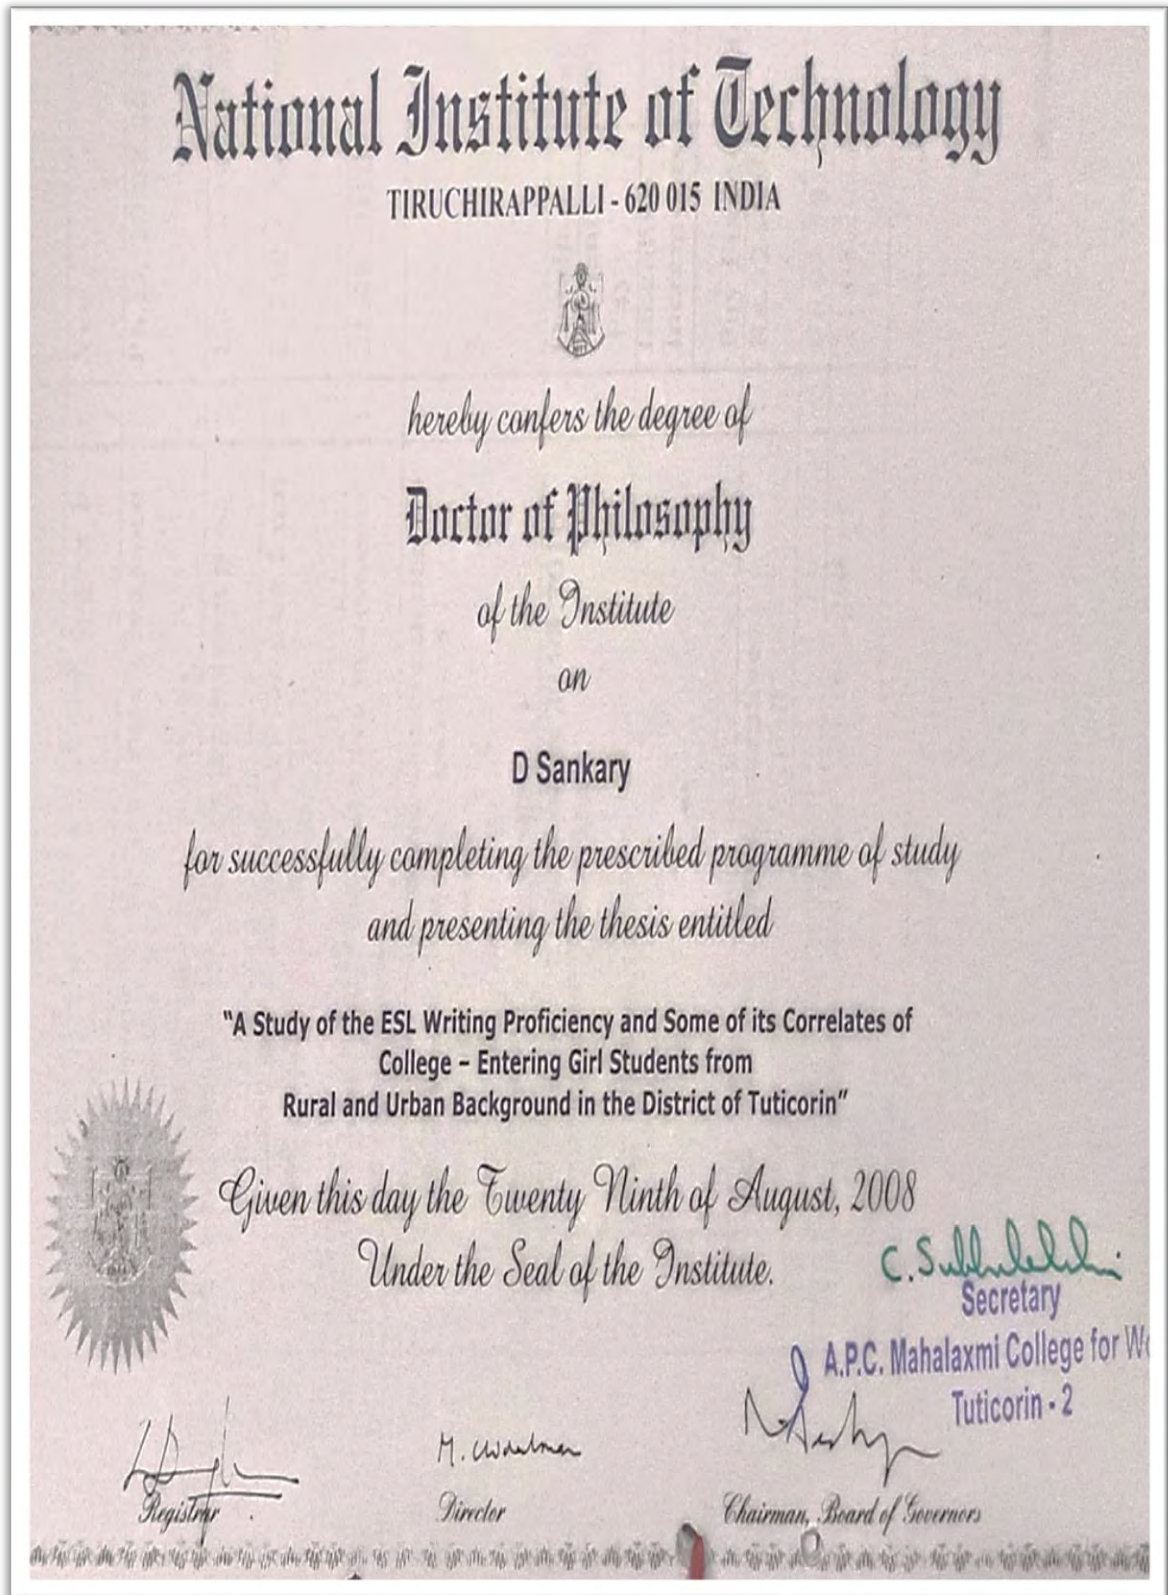 National Institute of Technology
TIRUCHIRAPPALLI - 620 015 INDIA
hereby confers the degree of
Doctor of Philosophy
of the Institute
on
D Sankary
for successfully completing the prescribed programme of study
and presenting the thesis entitled
"A Study of the ESL Writing Proficiency and Some of its Correlates of
College – Entering Girl Students from
Rural and Urban Background in the District of Tuticorin"
Given this day the Twenty Ninth of August, 2008
Under the Seal of the Institute.
C.
Secretary
A.P.C. Mahalaxmi College for
Tuticorin - 2
M.
Registrar
Director
Chairman, Board of Governors